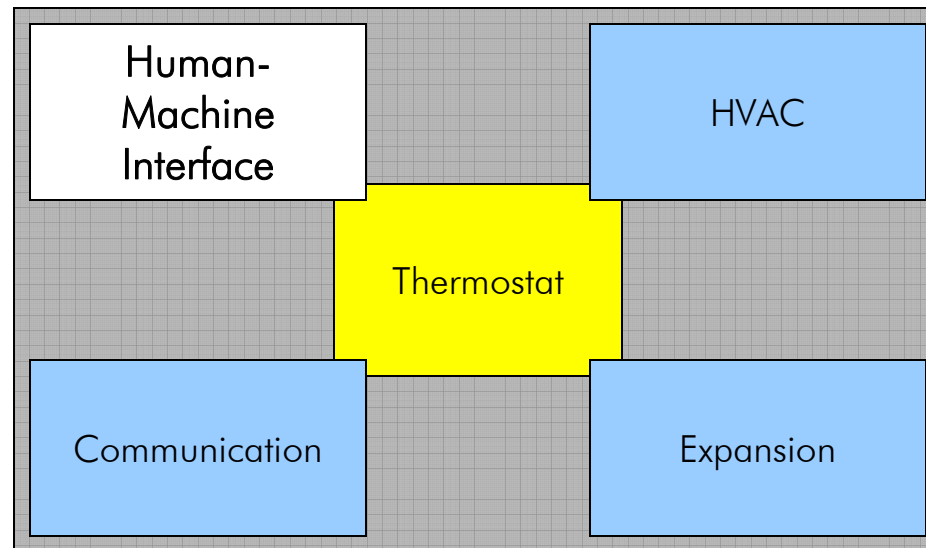 Human-
Machine
Interface
HVAC
Thermostat
Communication
Expansion